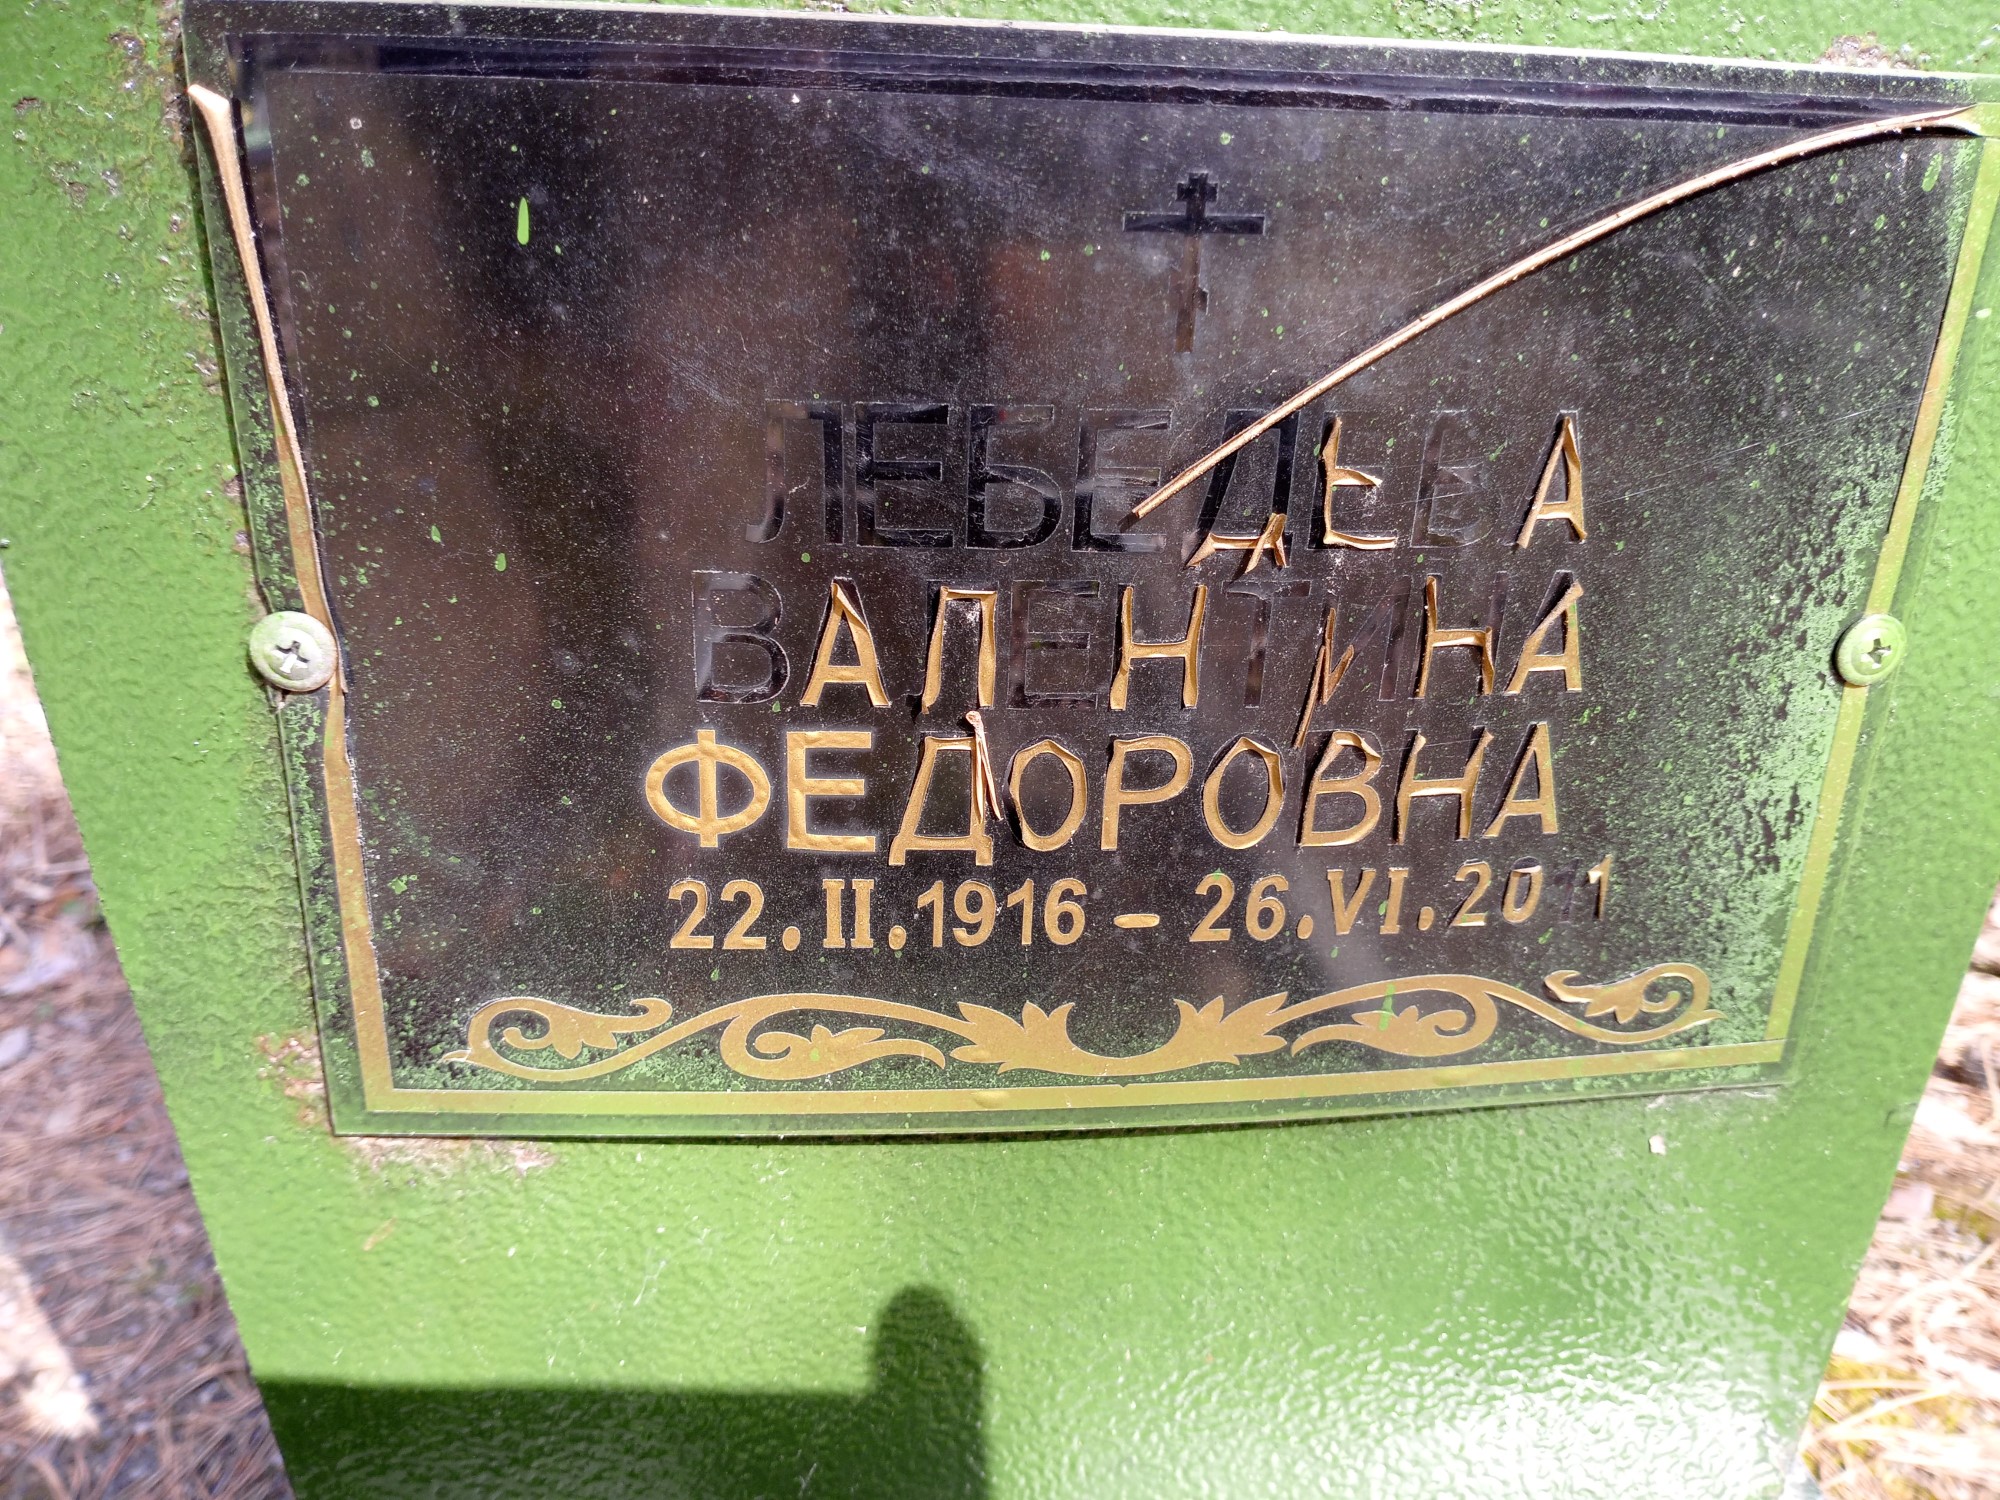 ЛЕБЕДЕВА
ВАЛЕНТИНА
ФЕДОРОВНА
22.II.1916 – 26.VI.2011